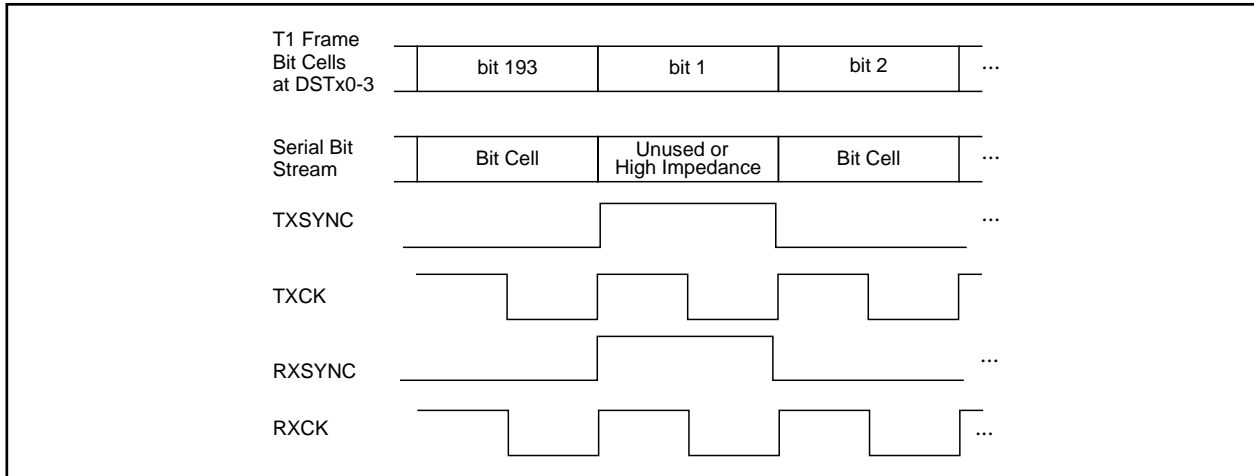 T1 Frame
Bit Cells
at DSTx0-3
bit 193
bit 1
bit 2
...
Serial Bit
Stream
Bit Cell
Unused or
High Impedance
Bit Cell
...
TXSYNC
...
TXCK
RXSYNC
...
RXCK
...